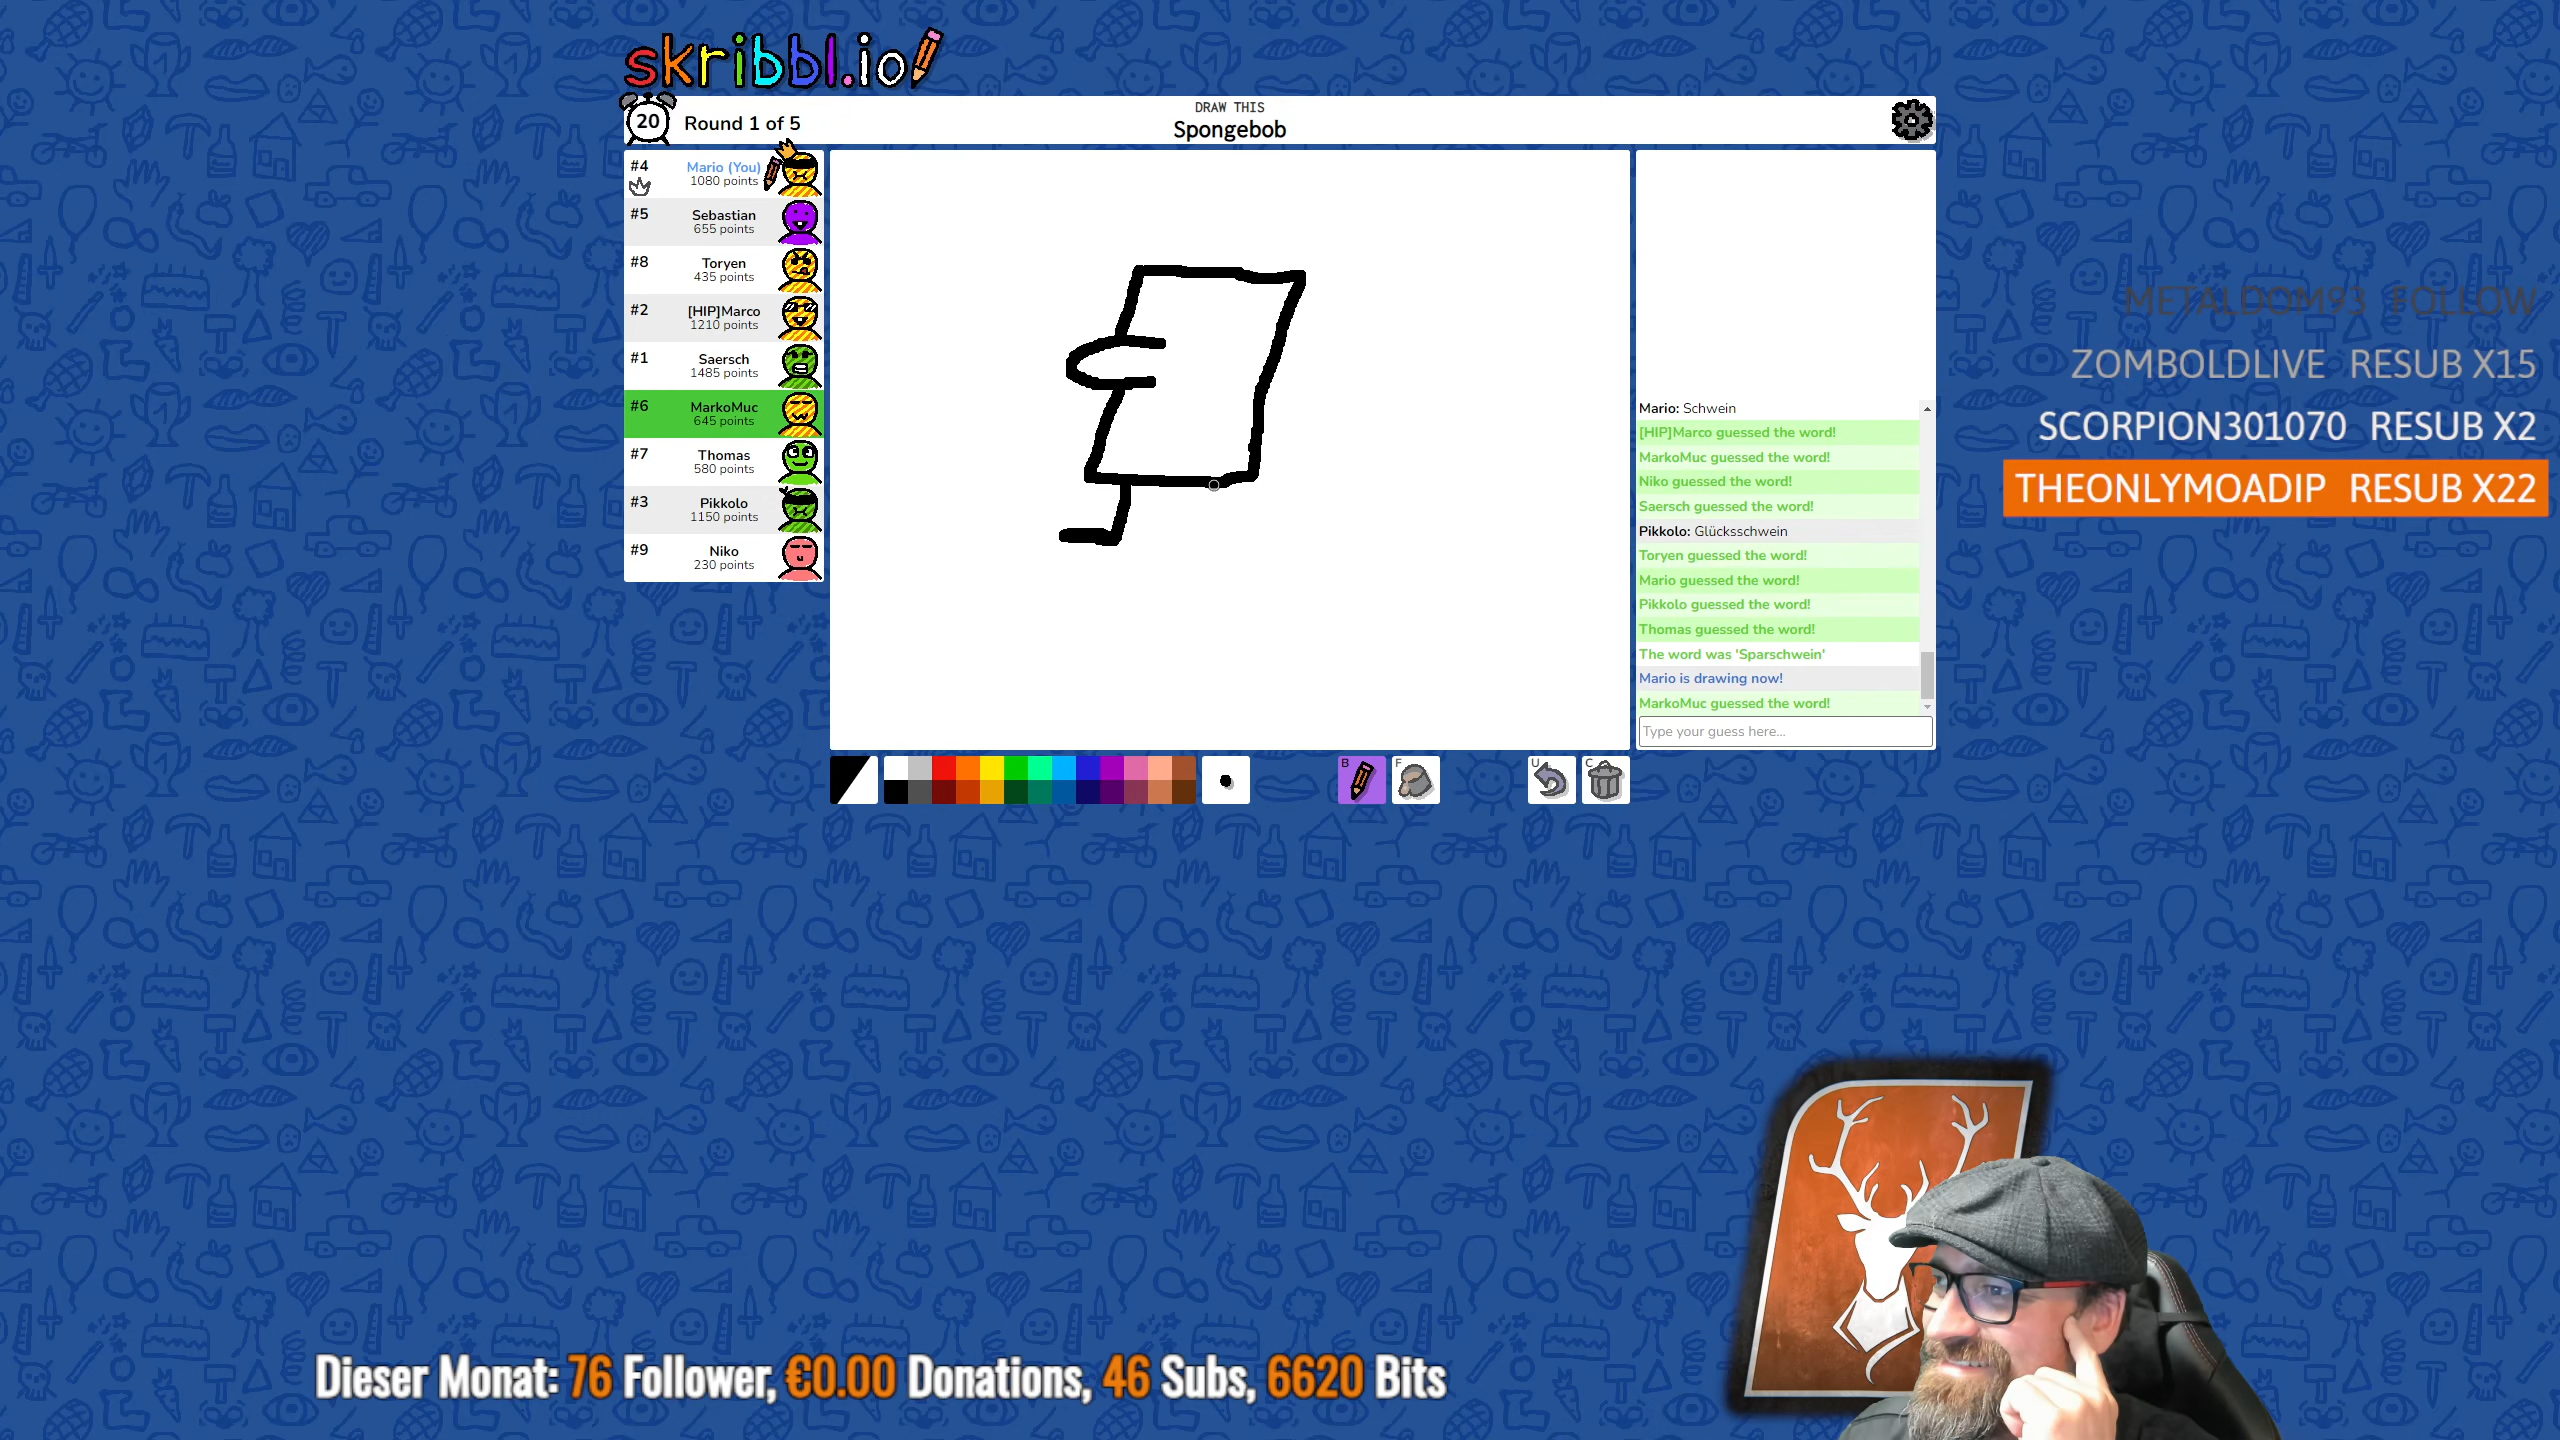 skribbl.io
20
Round 1 of 5
DRAW THIS
Spongebob
#4
Mario (You)
1080 points
#5
Sebastian
655 points
#8
Toryen
435 points
#2
[HIP]Marco
1210 points
#1
Saersch
1485 points
#6
MarkoMuc
645 points
#7
Thomas
580 points
#3
Pikkolo
1150 points
#9
Niko
230 points
Mario: Schwein
[HIP]Marco guessed the word!
MarkoMuc guessed the word!
Niko guessed the word!
Saersch guessed the word!
Pikkolo: Glücksschwein
Toryen guessed the word!
Mario guessed the word!
Pikkolo guessed the word!
Thomas guessed the word!
The word was 'Sparschwein'
Mario is drawing now!
MarkoMuc guessed the word!
Type your guess here...
B
F
U
C
METALDOM93 FOLLOW
ZOMBOLDLIVE RESUB X15
SCORPION301070 RESUB X2
THEONLYMOADIP RESUB X22
Dieser Monat: 76 Follower, €0.00 Donations, 46 Subs, 6620 Bits